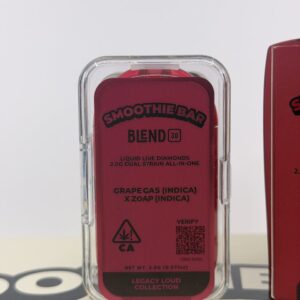 SMOOTHIE BAR
BLEND
LIQUID LIVE DIAMONDS
2.0G DUAL STRAIN ALL-IN-ONE
GRAPE GAS (INDICA)
X ZOAP (INDICA)
VERIFY
CA
LEGACY LOUD
COLLECTION